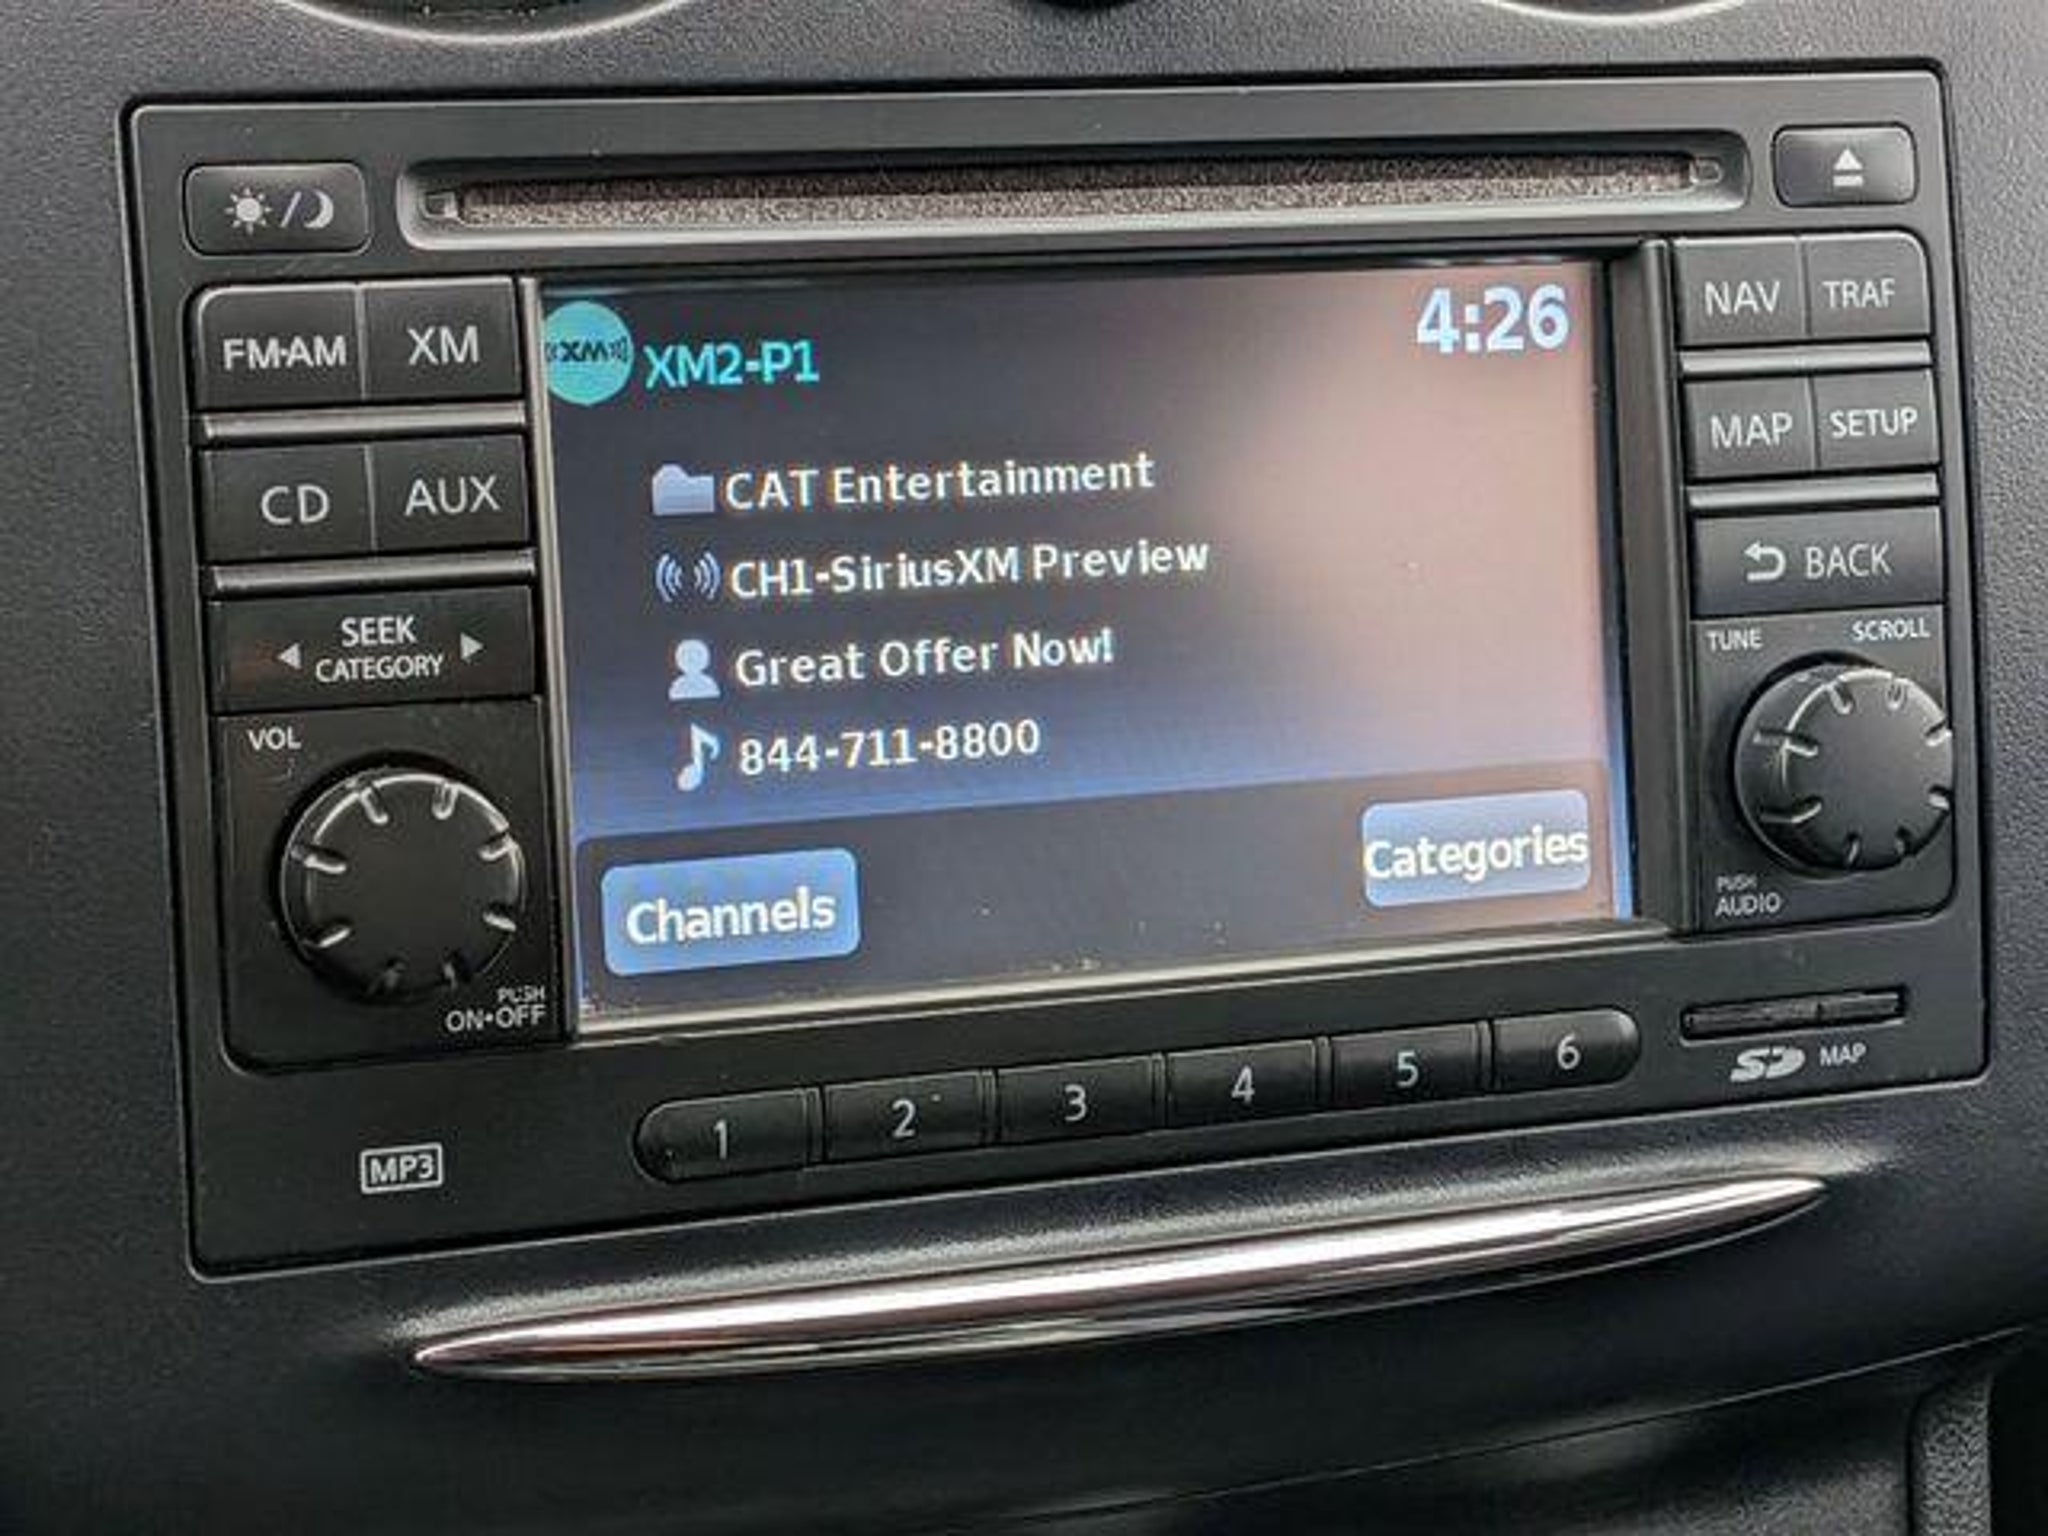 FM·AM
XM
CD
AUX
SEEK
CATEGORY
VOL
PUSH
ON•OFF
MP3
XM
XM2-P1
4:26
CAT Entertainment
CH1-SiriusXM Preview
Great Offer Now!
844-711-8800
Channels
Categories
1
2
3
4
5
6
NAV
TRAF
MAP
SETUP
BACK
TUNE
SCROLL
PUSH
AUDIO
SD MAP